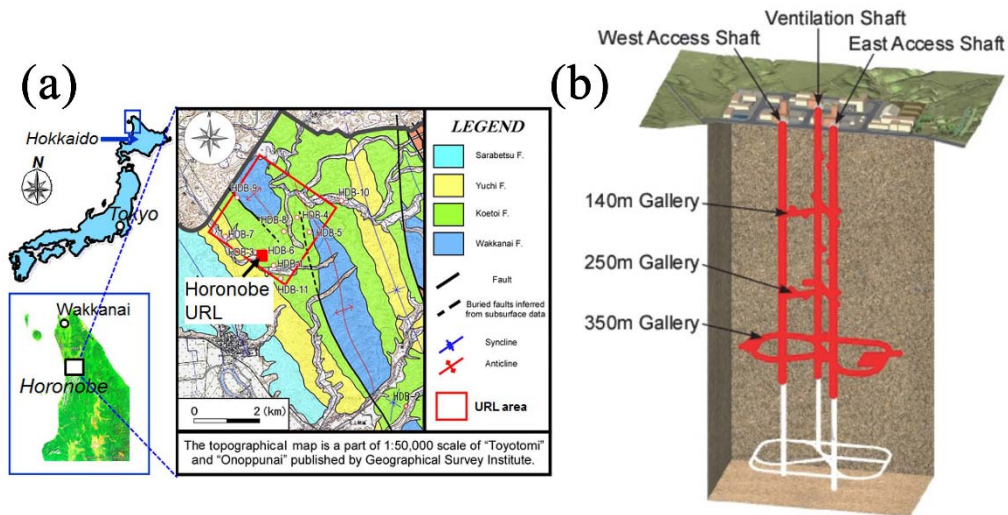 (a)
Hokkaido
N
Tokyo
Wakkanai
Horonobe
HDB-9
HDB-10
HDB-8
HDB-4
HDB-7
HDB-5
HDB-3
HDB-6
HDB-1
HDB-11
HDB-2
Horonobe
URL
0 2 (km)
LEGEND
Sarabetsu F.
Yuchi F.
Koetoi F.
Wakkanai F.
Fault
Buried faults inferred
from subsurface data
Syncline
Anticline
URL area
The topographical map is a part of 1:50,000 scale of “Toyotomi”
and “Onoppunai” published by Geographical Survey Institute.
(b)
Ventilation Shaft
West Access Shaft
East Access Shaft
140m Gallery
250m Gallery
350m Gallery